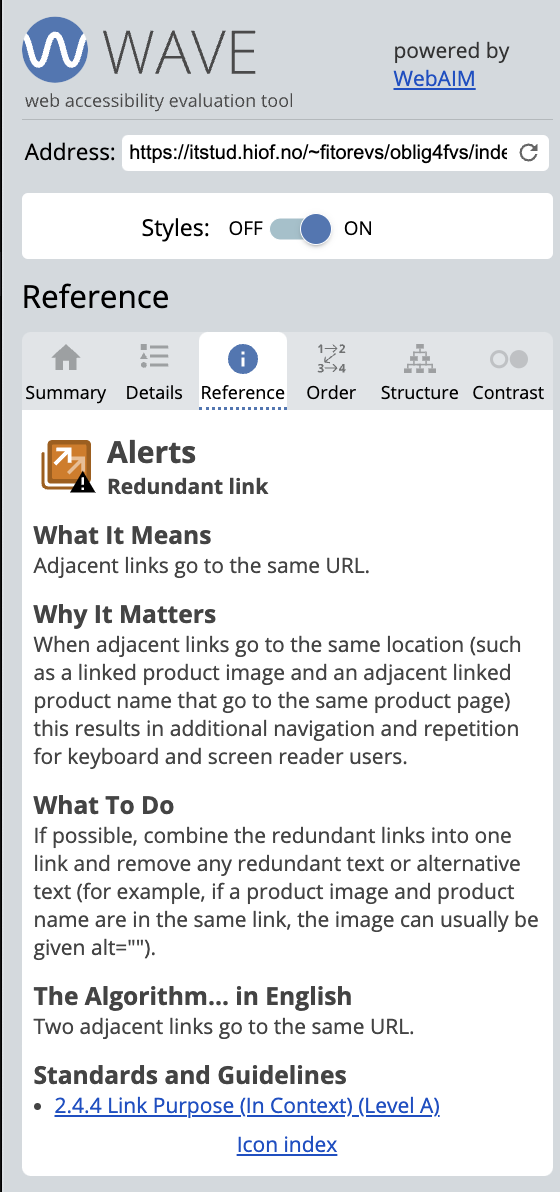 WAVE
powered by
WebAIM
web accessibility evaluation tool
Address: https://itstud.hiof.no/~fitorevs/oblig4fvs/inde
Styles: OFF ON
Reference
Summary Details Reference Order Structure Contrast
1→2
3→4
Alerts
Redundant link
What It Means
Adjacent links go to the same URL.
Why It Matters
When adjacent links go to the same location (such
as a linked product image and an adjacent linked
product name that go to the same product page)
this results in additional navigation and repetition
for keyboard and screen reader users.
What To Do
If possible, combine the redundant links into one
link and remove any redundant text or alternative
text (for example, if a product image and product
name are in the same link, the image can usually be
given alt="").
The Algorithm... in English
Two adjacent links go to the same URL.
Standards and Guidelines
• 2.4.4 Link Purpose (In Context) (Level A)
Icon index